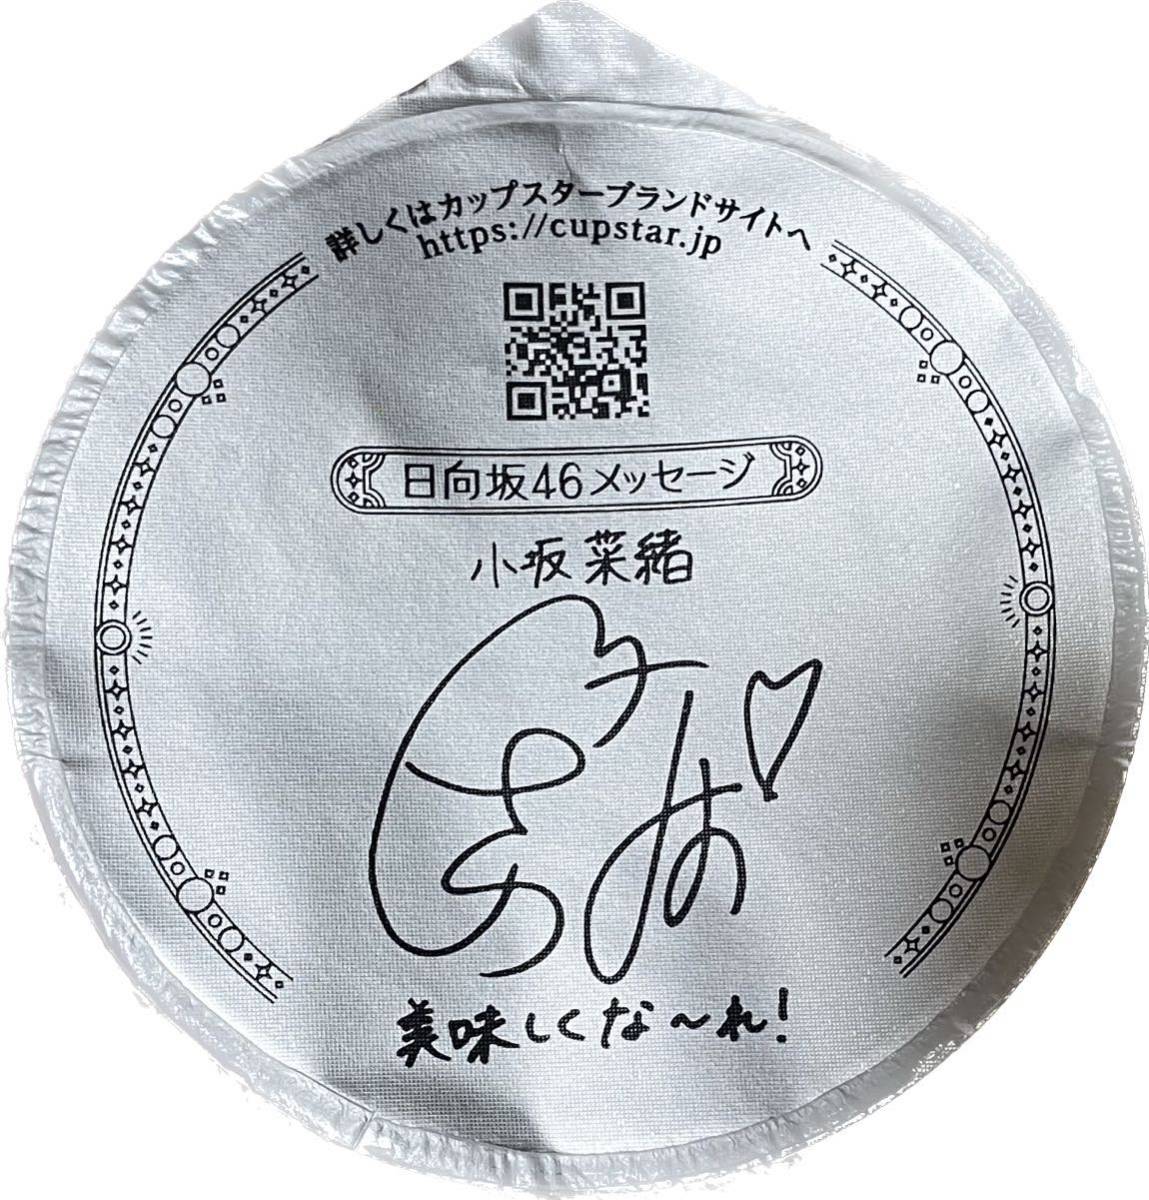 詳しくはカップスターブランドサイトへ
https://cupstar.jp
日向坂46メッセージ
小坂菜緒
美味しくな～れ!